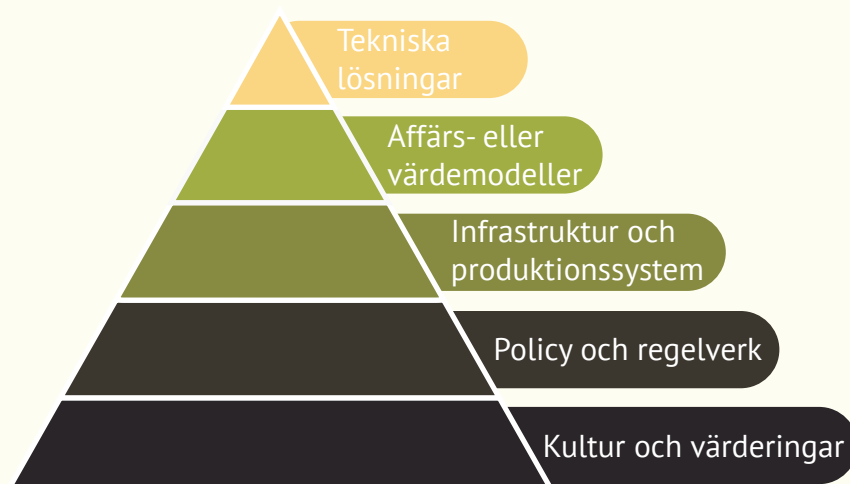 Tekniska
lösningar
Affärs- eller
värdemodeller
Infrastruktur och
produktionssystem
Policy och regelverk
Kultur och värderingar